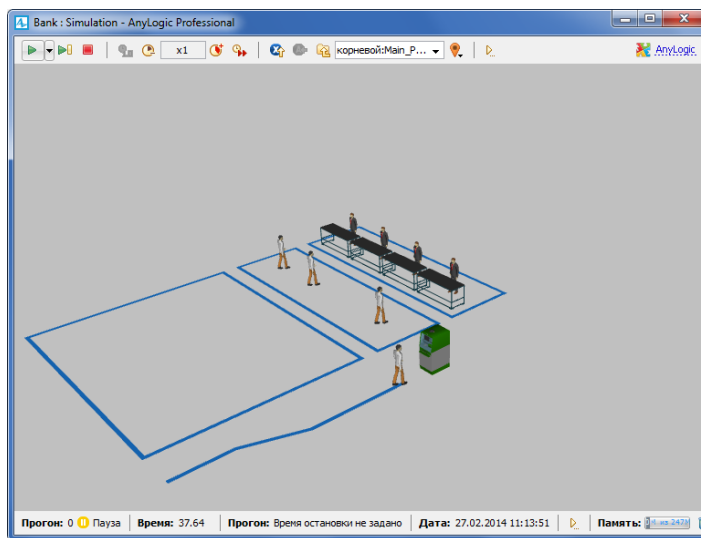 Bank : Simulation - AnyLogic Professional
x1
корневой:Main_P...
AnyLogic
Прогон: 0 Пауза
Время: 37.64
Прогон: Время остановки не задано
Дата: 27.02.2014 11:13:51
Память: